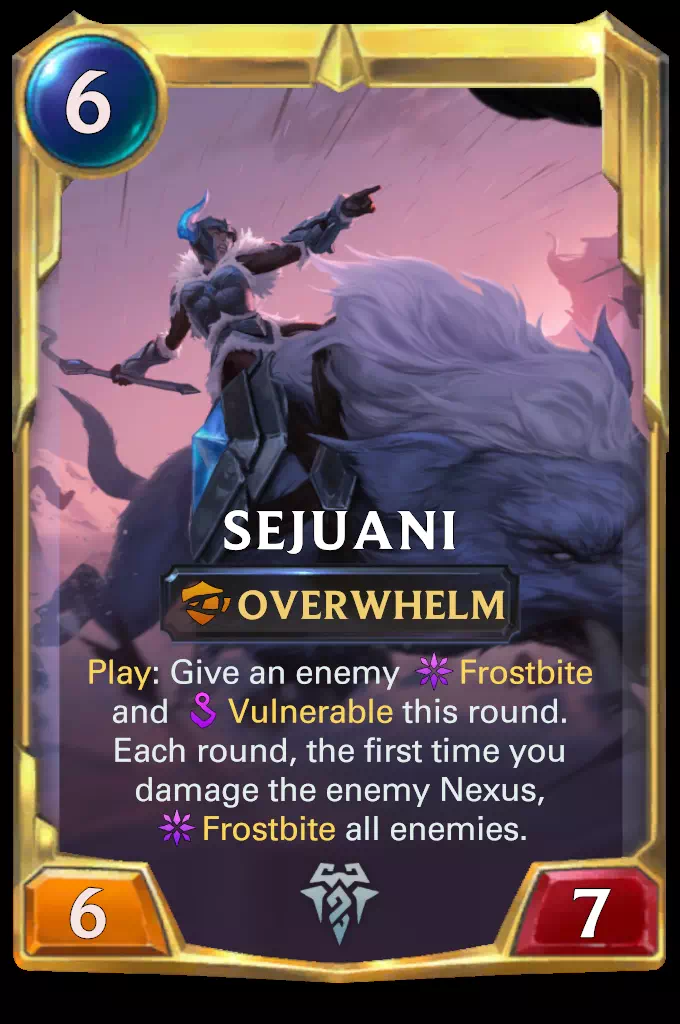 6
SEJUANI
OVERWHELM
Play: Give an enemy Frostbite
and Vulnerable this round.
Each round, the first time you
damage the enemy Nexus,
Frostbite all enemies.
6
7